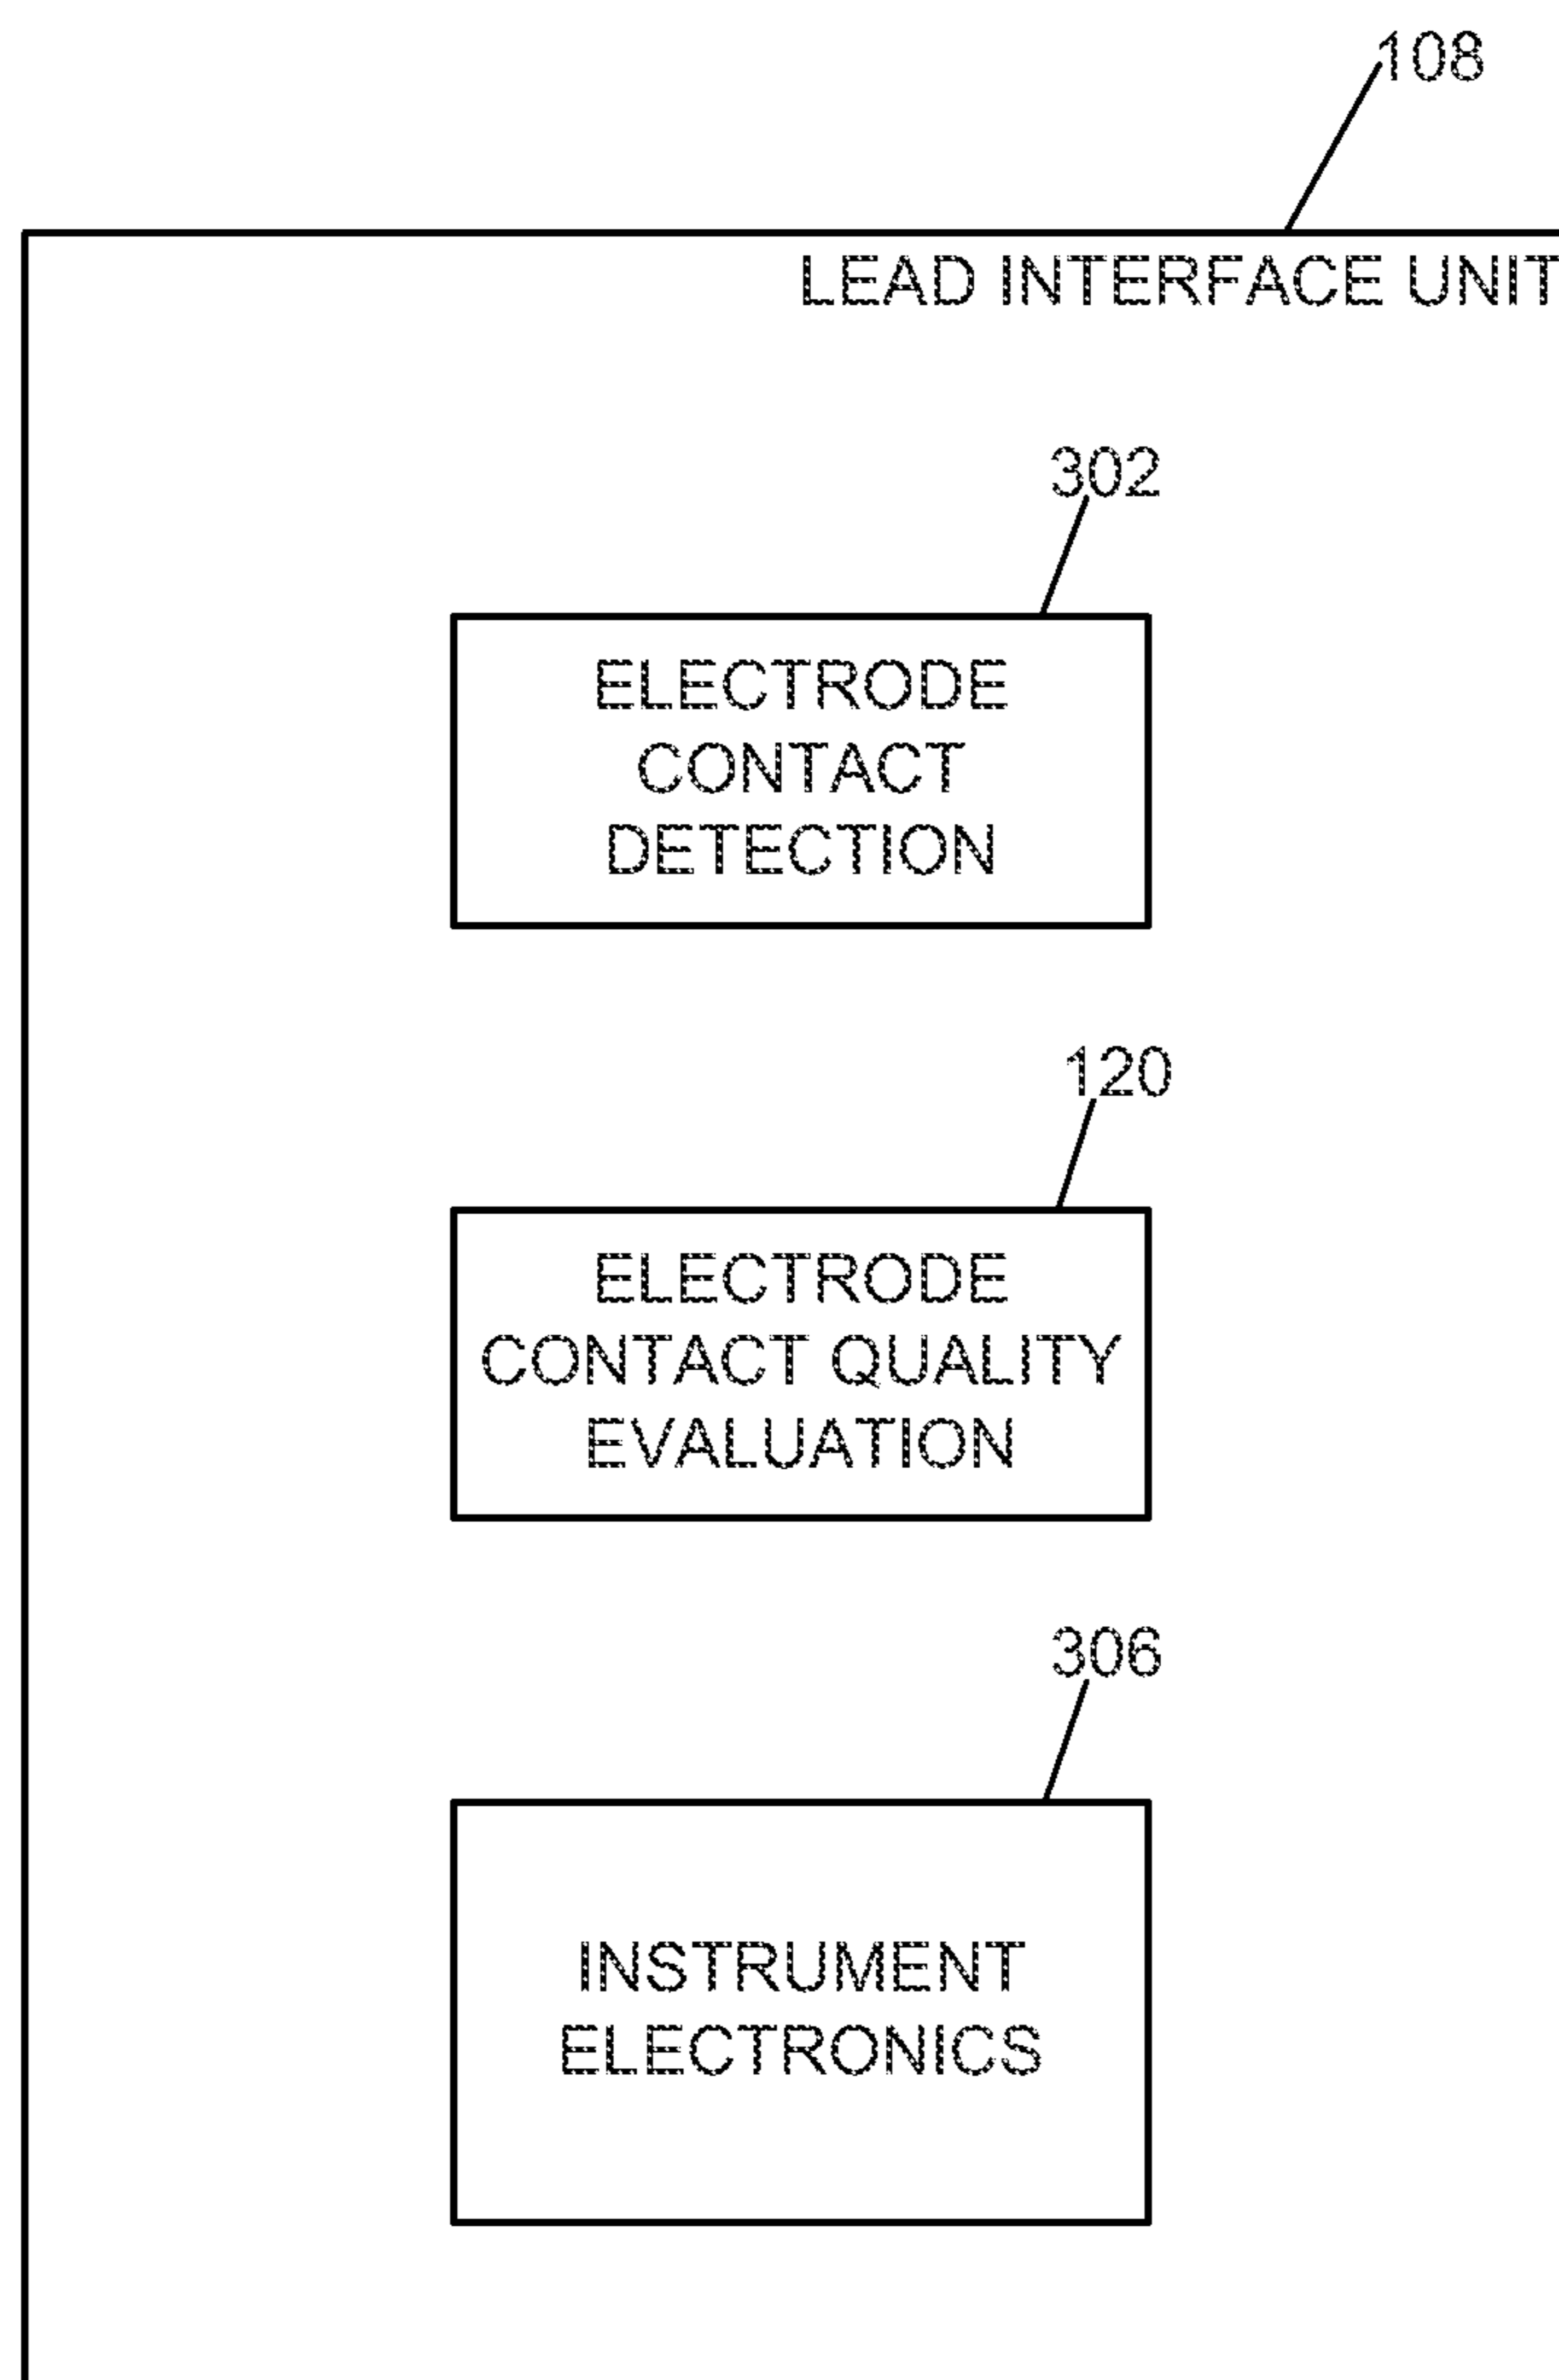 108
LEAD INTERFACE UNIT
302
ELECTRODE
CONTACT
DETECTION
120
ELECTRODE
CONTACT QUALITY
EVALUATION
306
INSTRUMENT
ELECTRONICS